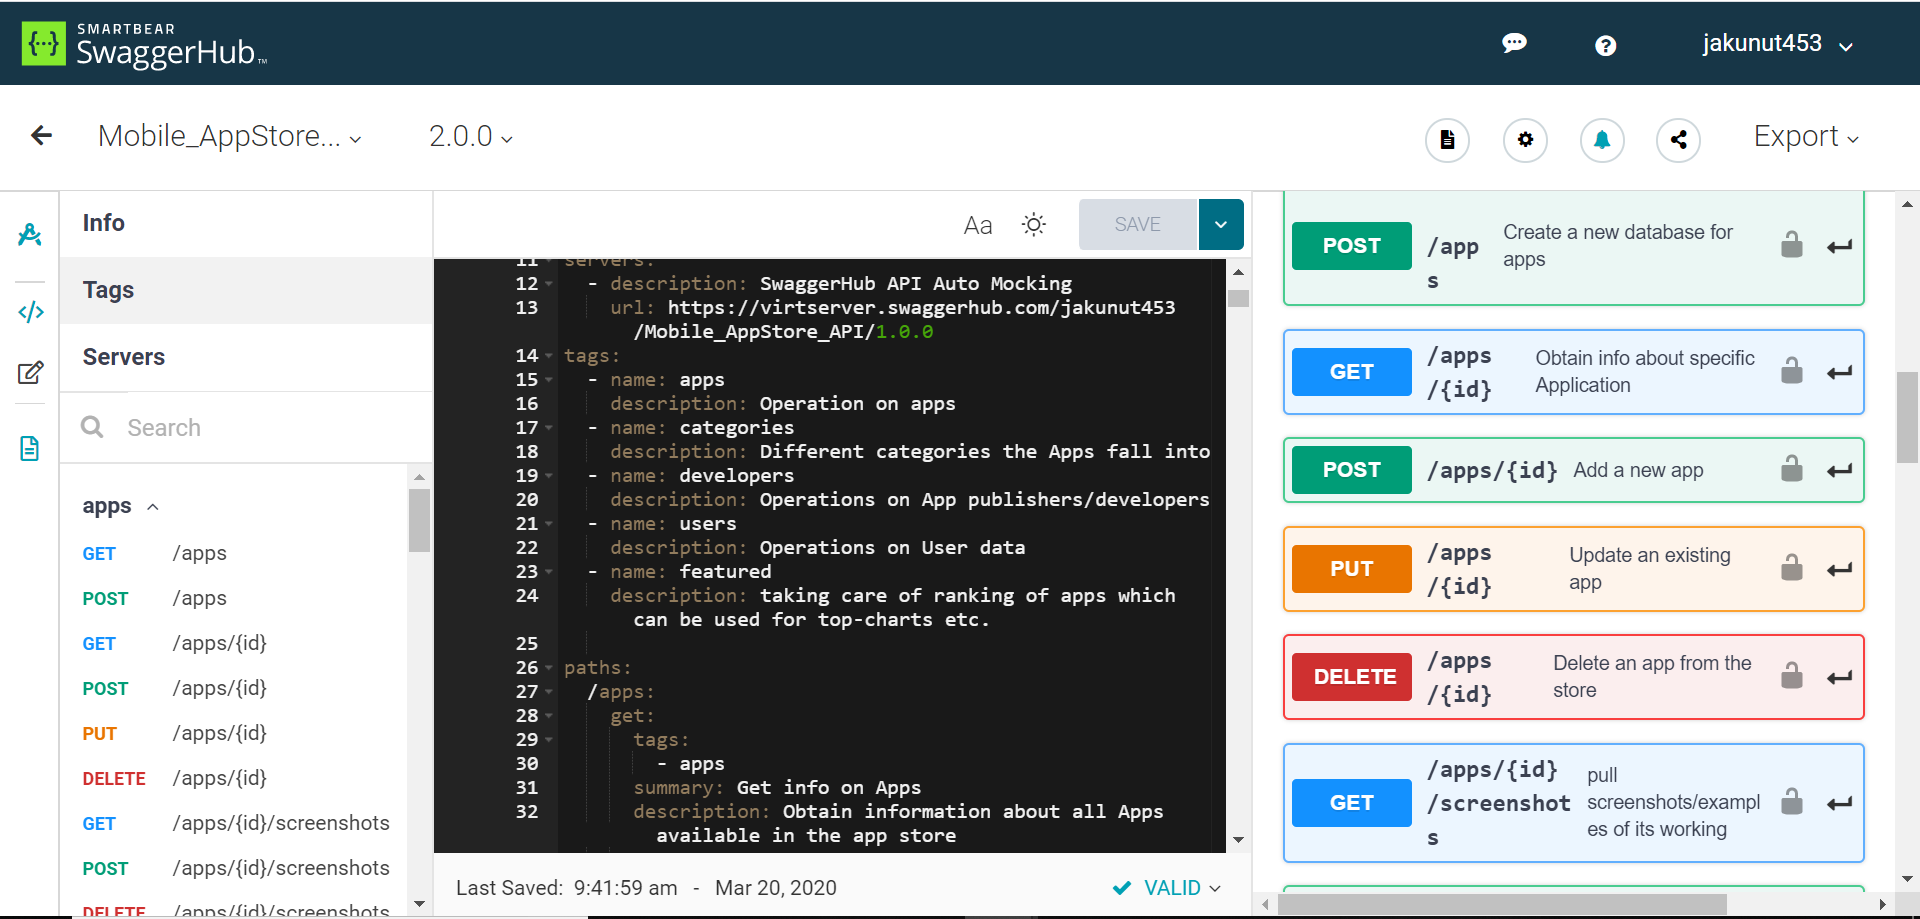 SMARTBEAR
SwaggerHub™
jakunut453
Mobile_AppStore...
2.0.0
Export
Info
Tags
Servers
Search
apps
GET /apps
POST /apps
GET /apps/{id}
POST /apps/{id}
PUT /apps/{id}
DELETE /apps/{id}
GET /apps/{id}/screenshots
POST /apps/{id}/screenshots
DELETE /apps/{id}/screenshots
Aa
SAVE
11 servers:
12 - description: SwaggerHub API Auto Mocking
13 url: https://virtserver.swaggerhub.com/jakunut453
/Mobile_AppStore_API/1.0.0
14 tags:
15 - name: apps
16 description: Operation on apps
17 - name: categories
18 description: Different categories the Apps fall into
19 - name: developers
20 description: Operations on App publishers/developers
21 - name: users
22 description: Operations on User data
23 - name: featured
24 description: taking care of ranking of apps which
can be used for top-charts etc.
25
26 paths:
27 /apps:
28 get:
29 tags:
30 - apps
31 summary: Get info on Apps
32 description: Obtain information about all Apps
available in the app store
Last Saved: 9:41:59 am - Mar 20, 2020
VALID
POST
/app
s
Create a new database for
apps
GET
/apps
/{id}
Obtain info about specific
Application
POST /apps/{id} Add a new app
PUT
/apps
/{id}
Update an existing
app
DELETE
/apps
/{id}
Delete an app from the
store
GET
/apps/{id}
/screenshot
s
pull
screenshots/exampl
es of its working